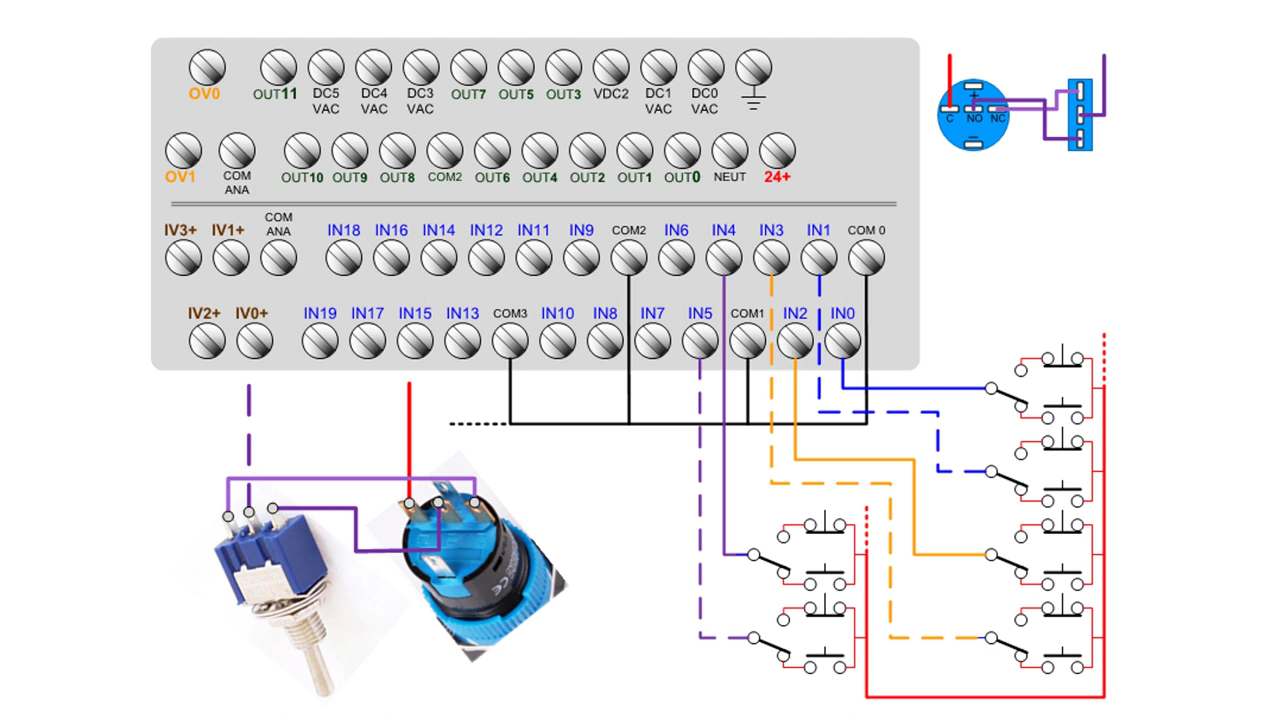 OV0 OUT11 DC5 VAC DC4 VAC DC3 VAC OUT7 OUT5 OUT3 VDC2 DC1 VAC DC0 VAC
OV1 COM ANA OUT10 OUT9 OUT8 COM2 OUT6 OUT4 OUT2 OUT1 OUT0 NEUT 24+
IV3+ IV1+ COM ANA IN18 IN16 IN14 IN12 IN11 IN9 COM2 IN6 IN4 IN3 IN1 COM 0
IV2+ IV0+ IN19 IN17 IN15 IN13 COM3 IN10 IN8 IN7 IN5 COM1 IN2 IN0
+
C NO NC
−
CE